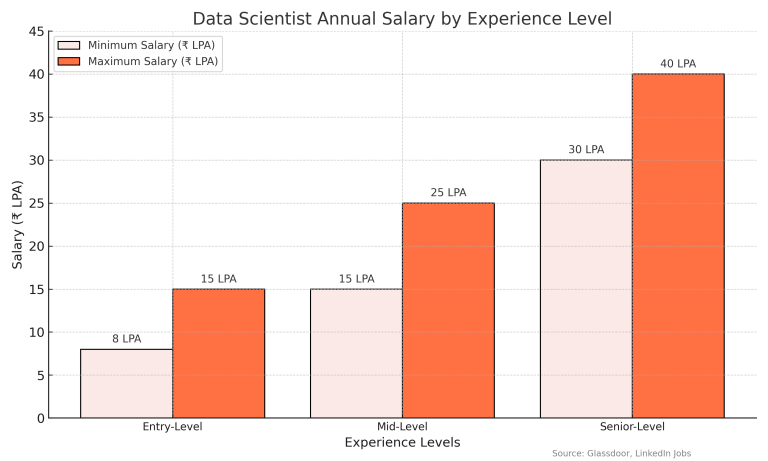 Data Scientist Annual Salary by Experience Level
Minimum Salary (₹ LPA)
Maximum Salary (₹ LPA)
Salary (₹ LPA)
45
40
35
30
25
20
15
10
5
0
8 LPA
15 LPA
15 LPA
25 LPA
30 LPA
40 LPA
Entry-Level
Mid-Level
Senior-Level
Experience Levels
Source: Glassdoor, LinkedIn Jobs